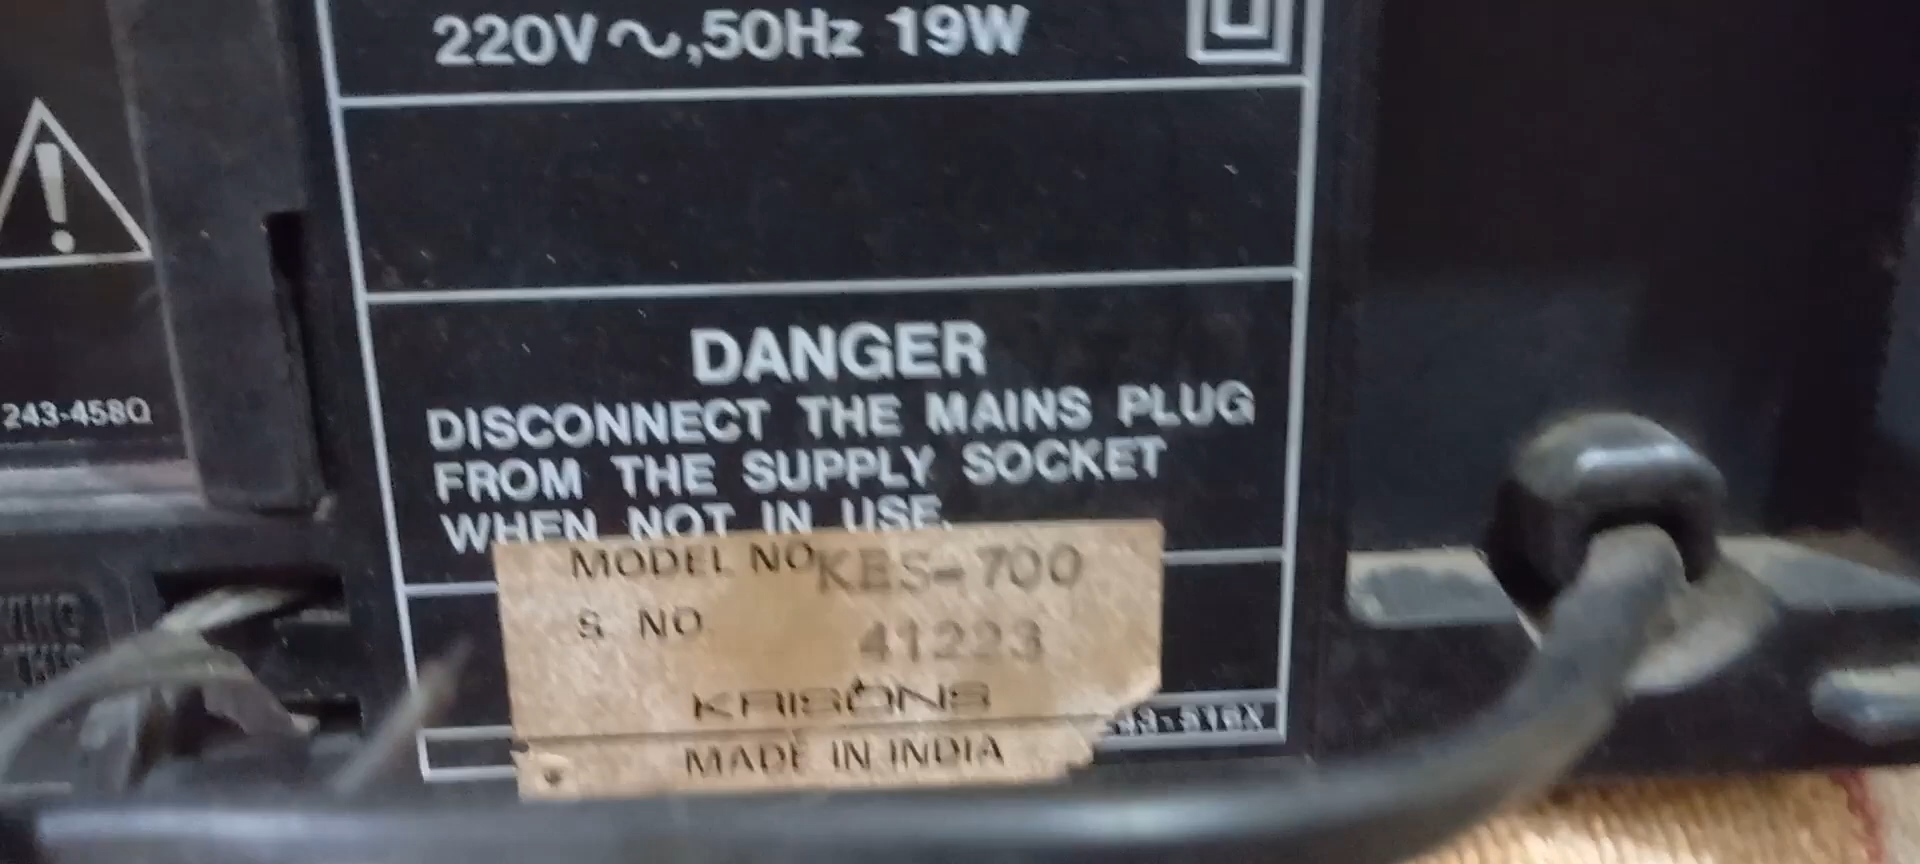 220V~,50Hz 19W
243-458Q
DANGER
DISCONNECT THE MAINS PLUG
FROM THE SUPPLY SOCKET
WHEN NOT IN USE.
MODEL NO KES-700
S. NO. 41223
KRISONS
MADE IN INDIA